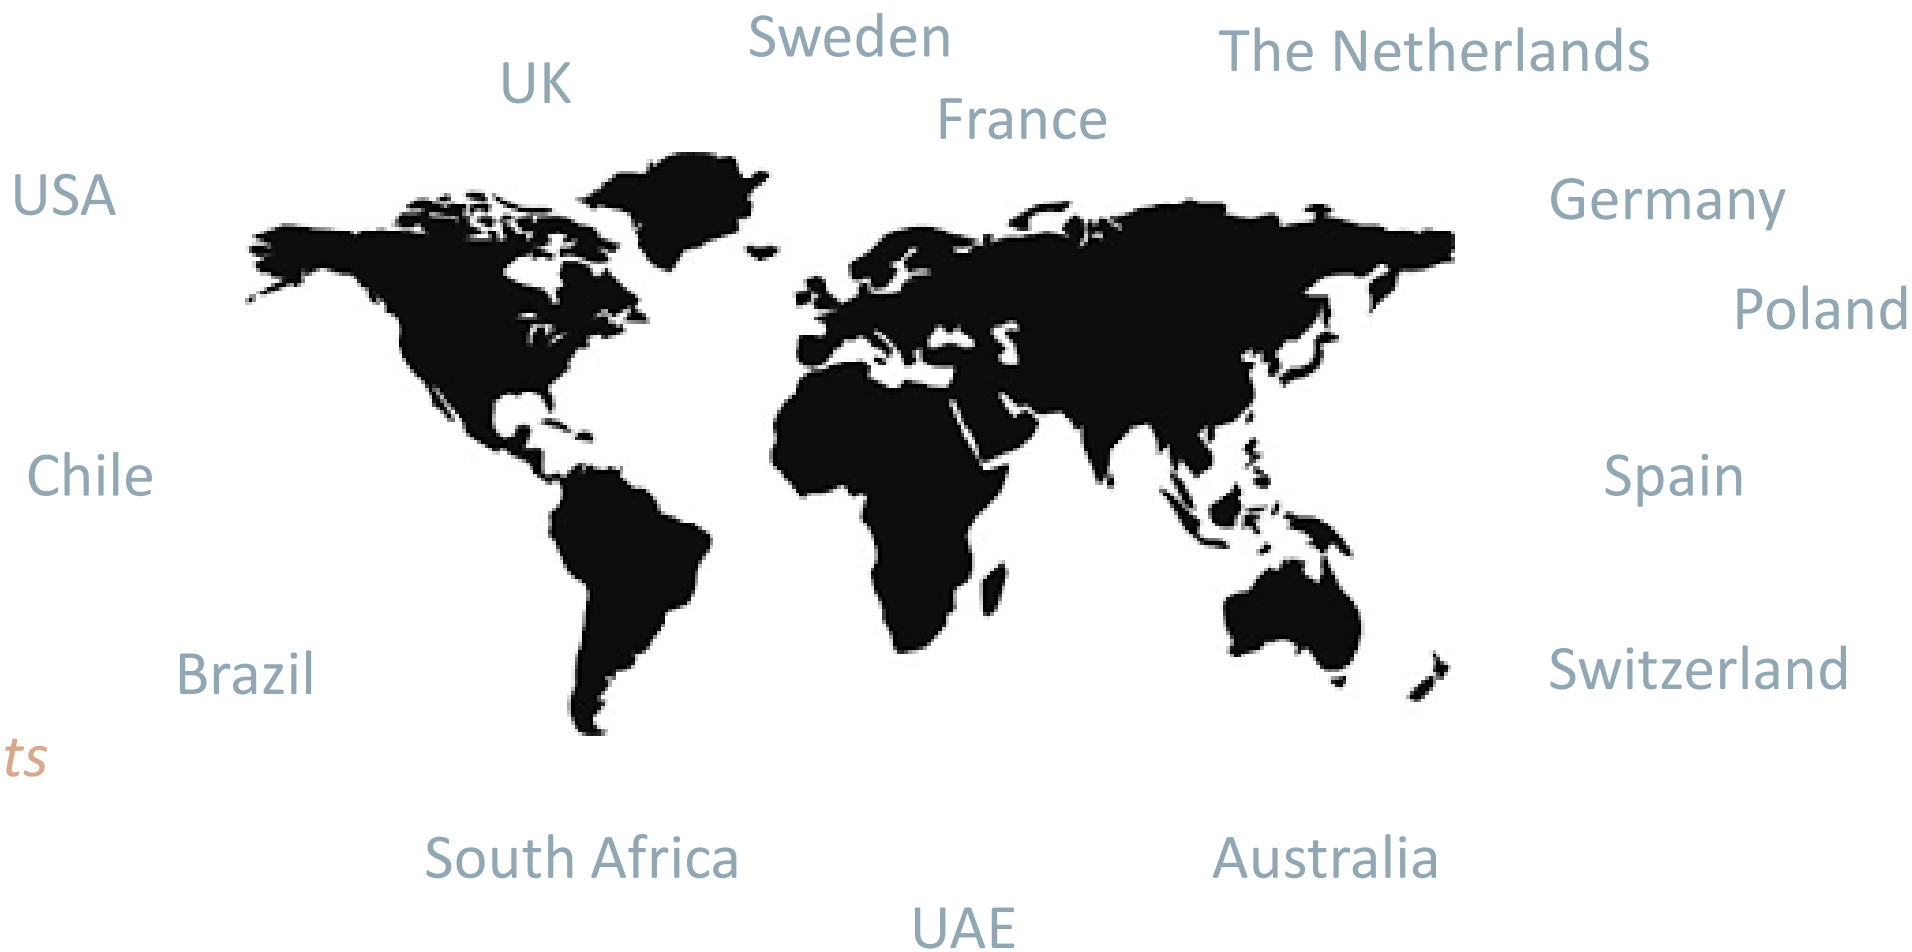 Sweden
The Netherlands
UK
France
USA
Germany
Poland
Chile
Spain
Brazil
Switzerland
ts
South Africa
Australia
UAE